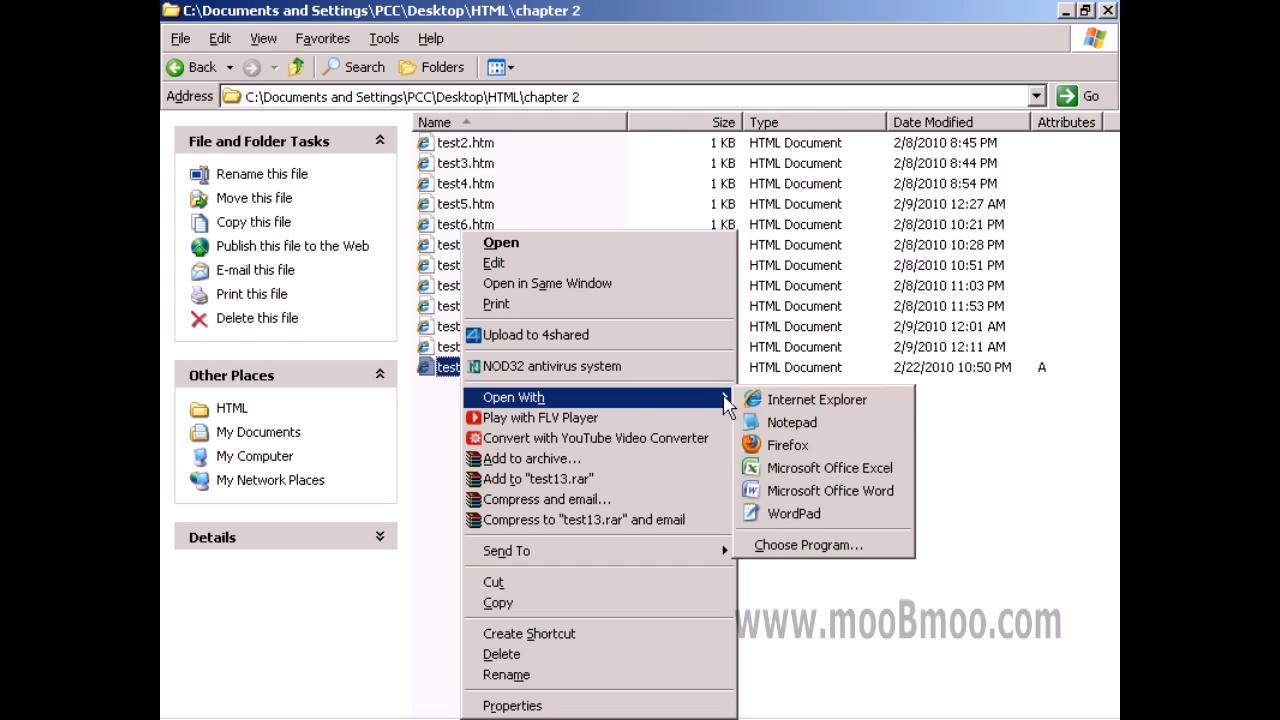 C:\Documents and Settings\PCC\Desktop\HTML\chapter 2
File Edit View Favorites Tools Help
Back Search Folders
Address C:\Documents and Settings\PCC\Desktop\HTML\chapter 2 Go
File and Folder Tasks
Rename this file
Move this file
Copy this file
Publish this file to the Web
E-mail this file
Print this file
Delete this file
Other Places
HTML
My Documents
My Computer
My Network Places
Details
Name Size Type Date Modified Attributes
test2.htm 1 KB HTML Document 2/8/2010 8:45 PM
test3.htm 1 KB HTML Document 2/8/2010 8:44 PM
test4.htm 1 KB HTML Document 2/8/2010 8:54 PM
test5.htm 1 KB HTML Document 2/9/2010 12:27 AM
test6.htm 1 KB HTML Document 2/8/2010 10:21 PM
test HTML Document 2/8/2010 10:28 PM
test HTML Document 2/8/2010 10:51 PM
test HTML Document 2/8/2010 11:03 PM
test HTML Document 2/8/2010 11:53 PM
test HTML Document 2/9/2010 12:01 AM
test HTML Document 2/9/2010 12:11 AM
test HTML Document 2/22/2010 10:50 PM A
Open
Edit
Open in Same Window
Print
Upload to 4shared
NOD32 antivirus system
Open With
Play with FLV Player
Convert with YouTube Video Converter
Add to archive...
Add to "test13.rar"
Compress and email...
Compress to "test13.rar" and email
Send To
Cut
Copy
Create Shortcut
Delete
Rename
Properties
Internet Explorer
Notepad
Firefox
Microsoft Office Excel
Microsoft Office Word
WordPad
Choose Program...
www.mooBmoo.com